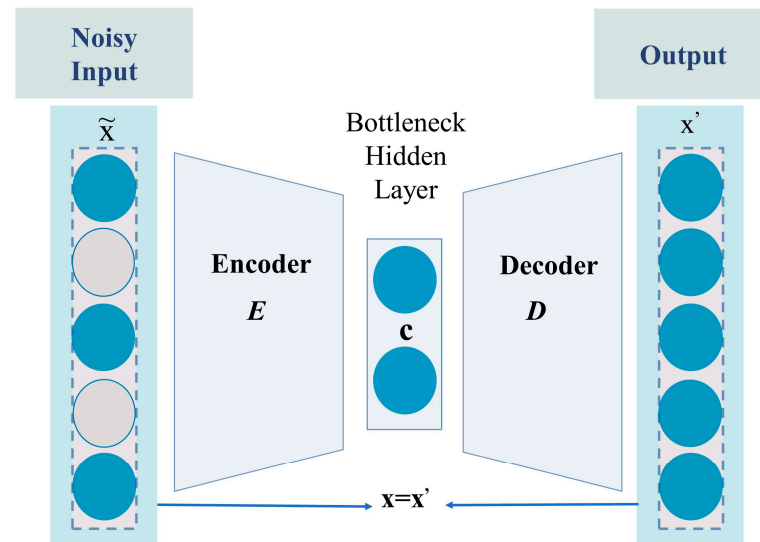 Noisy
Input
Output
x̃
x’
Bottleneck
Hidden
Layer
Encoder
E
c
Decoder
D
x=x’